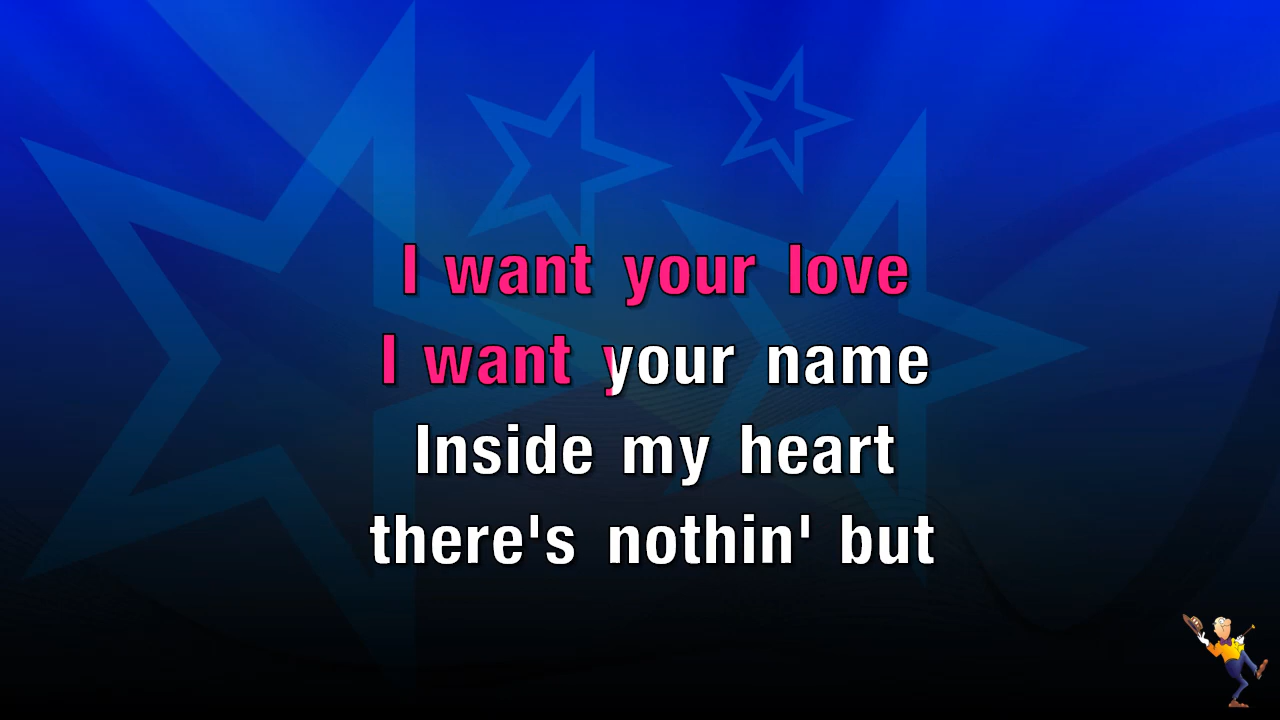 I want your love
I want your name
Inside my heart
there's nothin' but